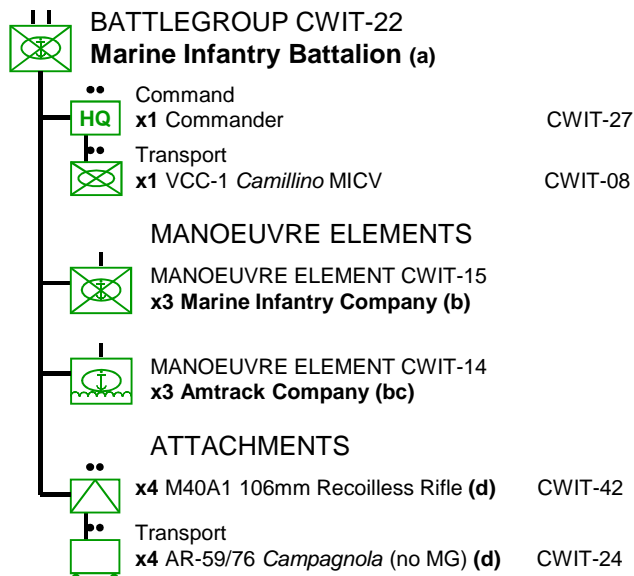 BATTLEGROUP CWIT-22
Marine Infantry Battalion (a)
Command
HQ x1 Commander CWIT-27
Transport
x1 VCC-1 Camillino MICV CWIT-08
MANOEUVRE ELEMENTS
MANOEUVRE ELEMENT CWIT-15
x3 Marine Infantry Company (b)
MANOEUVRE ELEMENT CWIT-14
x3 Amtrack Company (bc)
ATTACHMENTS
x4 M40A1 106mm Recoilless Rifle (d) CWIT-42
Transport
x4 AR-59/76 Campagnola (no MG) (d) CWIT-24